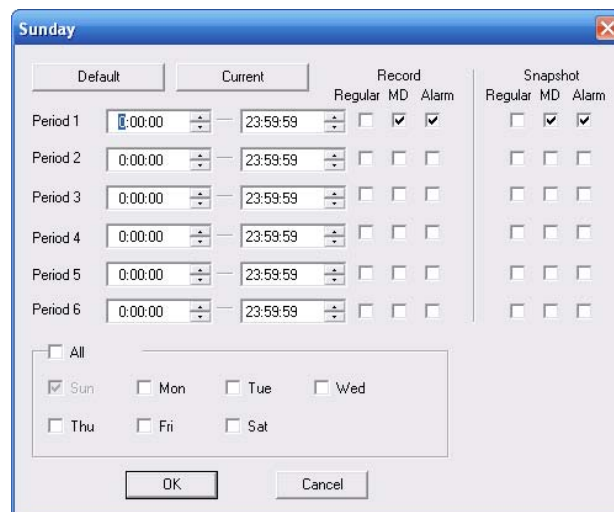 Sunday
Default Current Record Snapshot
Regular MD Alarm Regular MD Alarm
Period 1 0:00:00 — 23:59:59
Period 2 0:00:00 — 23:59:59
Period 3 0:00:00 — 23:59:59
Period 4 0:00:00 — 23:59:59
Period 5 0:00:00 — 23:59:59
Period 6 0:00:00 — 23:59:59
All
Sun Mon Tue Wed
Thu Fri Sat
OK Cancel